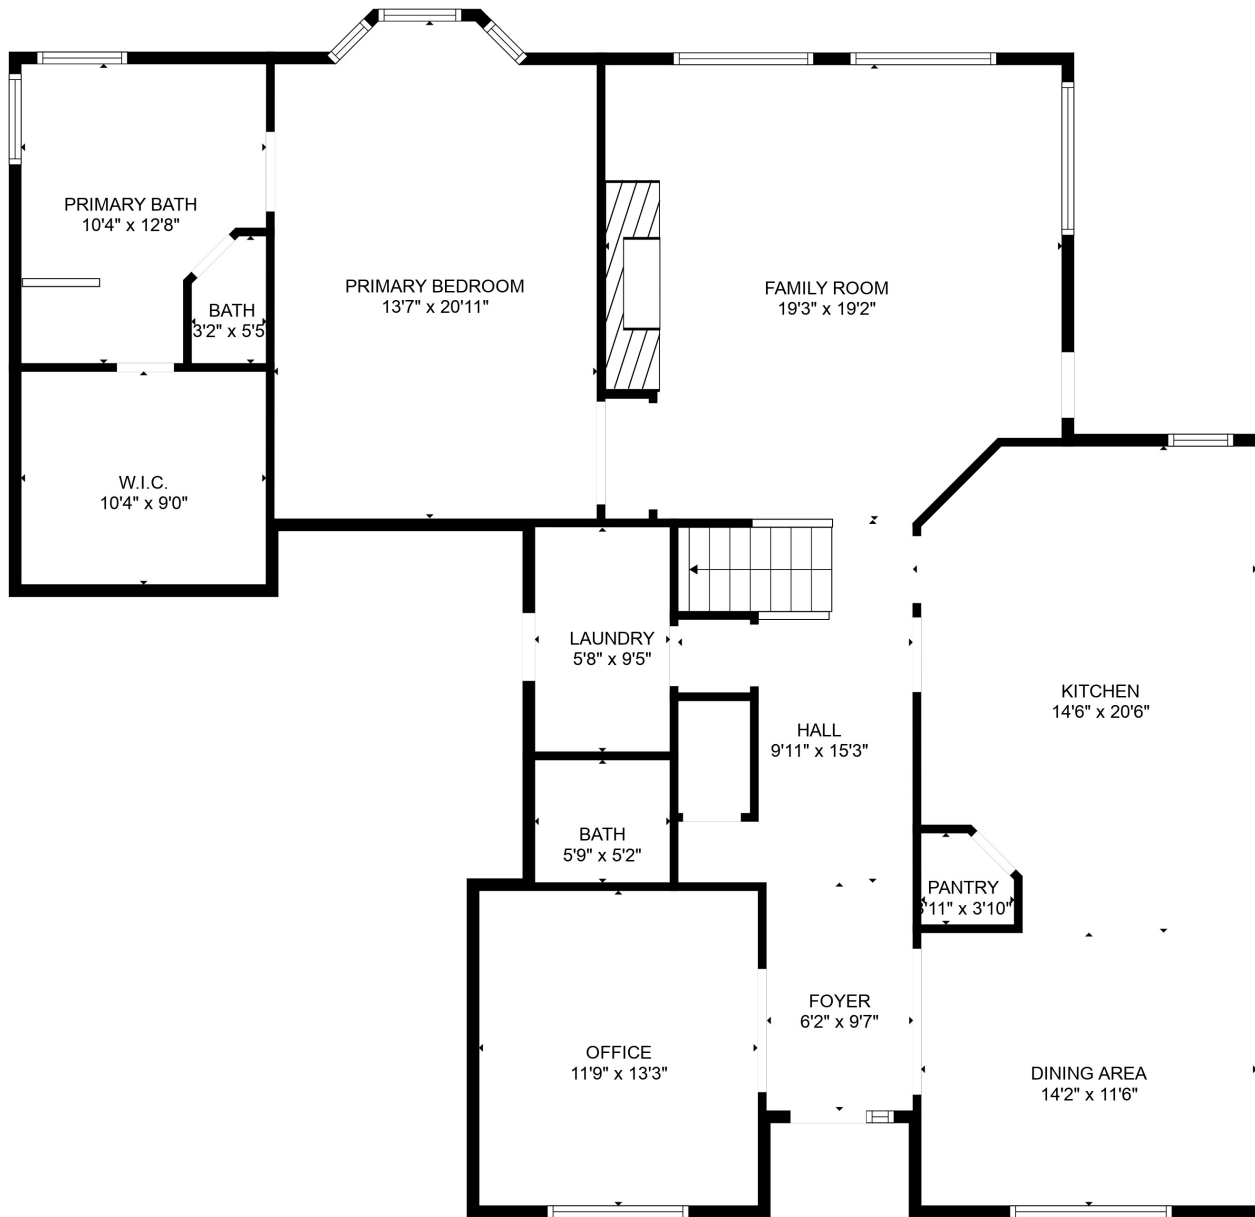 PRIMARY BATH
10'4" x 12'8"
BATH
3'2" x 5'5
PRIMARY BEDROOM
13'7" x 20'11"
FAMILY ROOM
19'3" x 19'2"
W.I.C.
10'4" x 9'0"
LAUNDRY
5'8" x 9'5"
HALL
9'11" x 15'3"
KITCHEN
14'6" x 20'6"
BATH
5'9" x 5'2"
PANTRY
'11" x 3'10"
FOYER
6'2" x 9'7"
OFFICE
11'9" x 13'3"
DINING AREA
14'2" x 11'6"